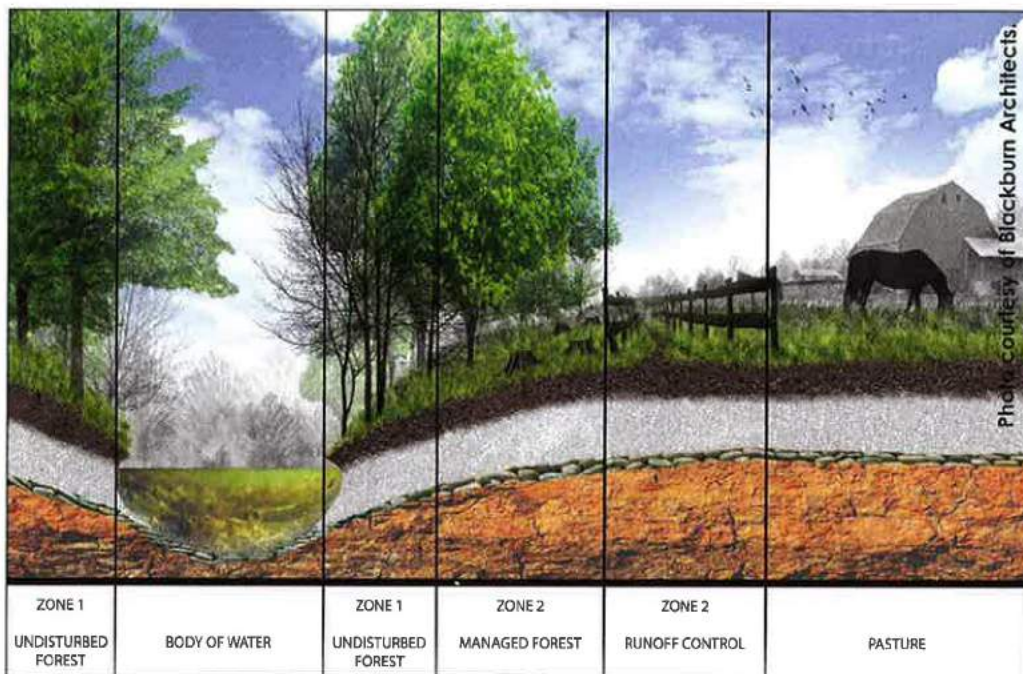 Photo courtesy of Blackburn Architects.
ZONE 1
UNDISTURBED
FOREST
BODY OF WATER
ZONE 1
UNDISTURBED
FOREST
ZONE 2
MANAGED FOREST
ZONE 2
RUNOFF CONTROL
PASTURE